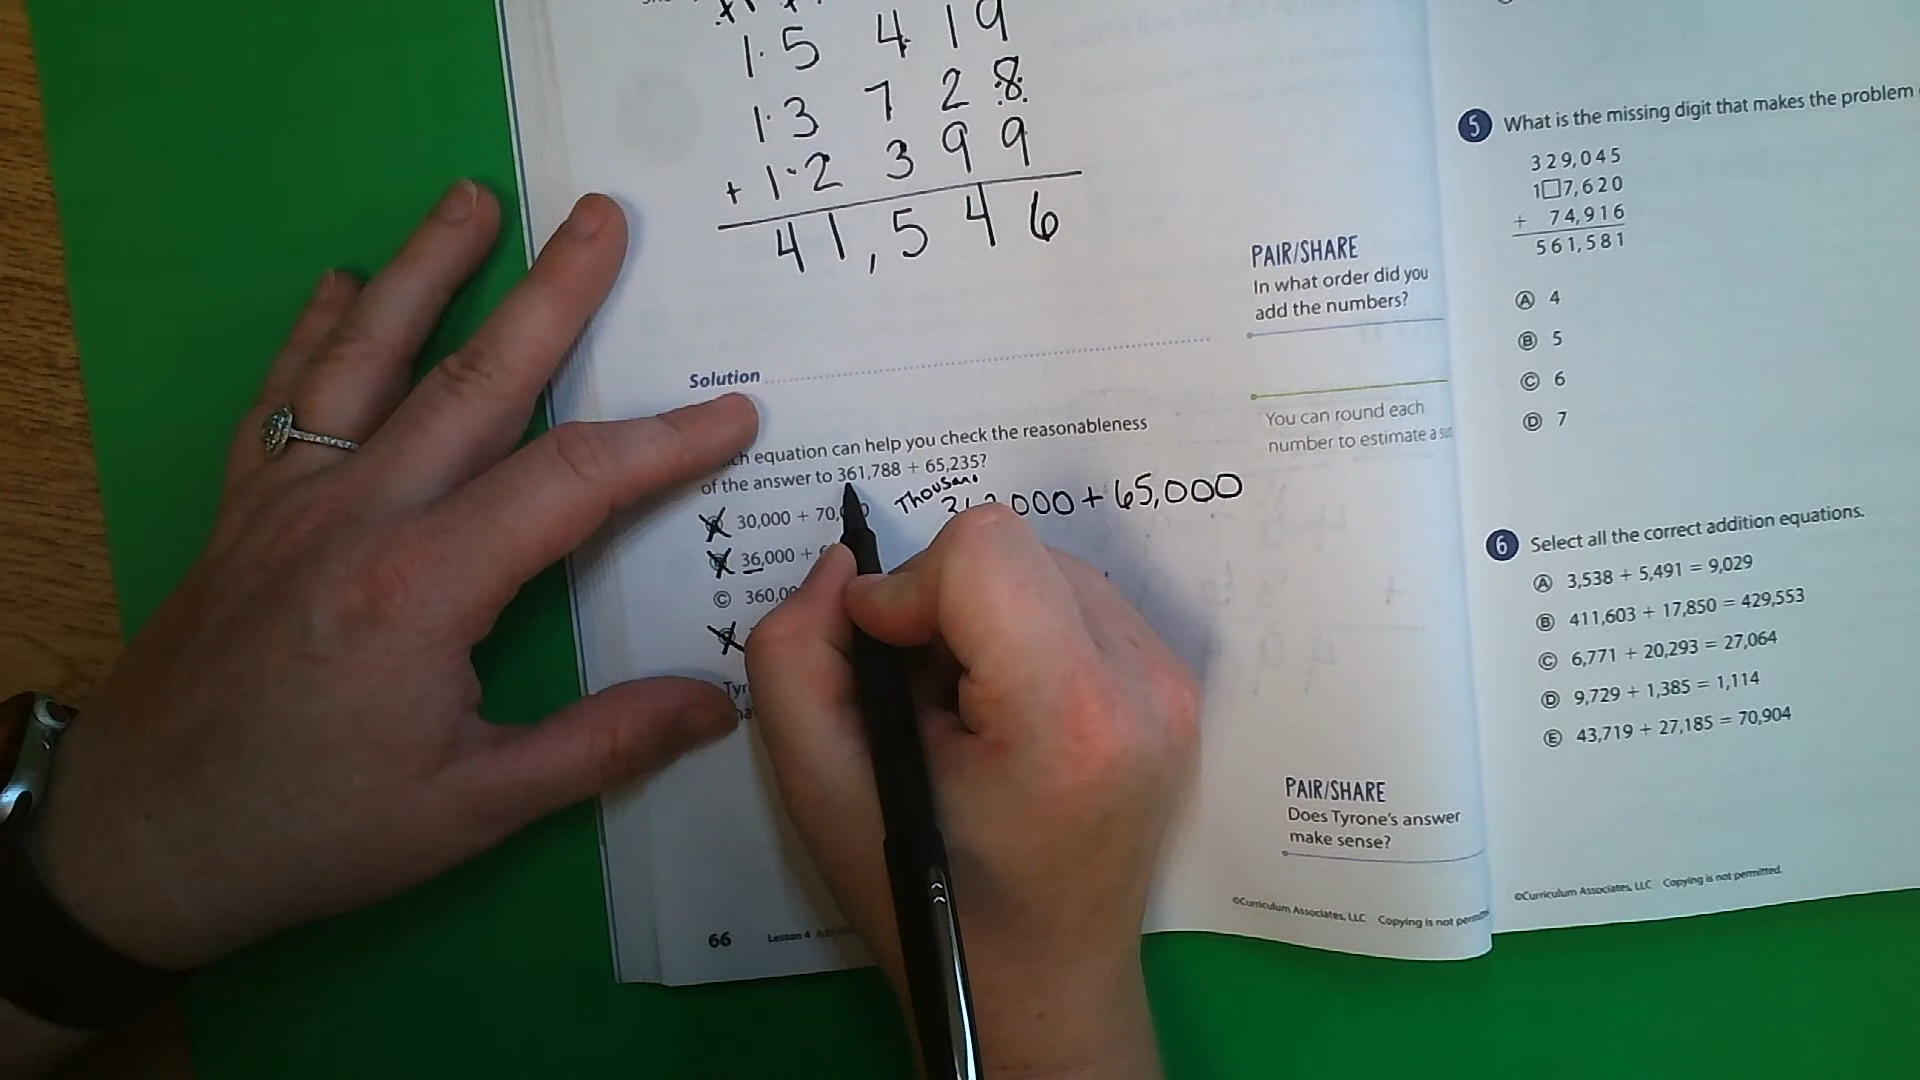 1 5 4 1 9
1 3 7 2 8
+ 1 2 3 9 9
4 1 , 5 4 6
Solution
equation can help you check the reasonableness
of the answer to 361,788 + 65,235?
30,000 + 70,
36,000 +
Ⓒ 360,00
Thousan
000 + 65,000
66 Lesson 4
PAIR/SHARE
In what order did you
add the numbers?
You can round each
number to estimate a
PAIR/SHARE
Does Tyrone's answer
make sense?
©Curriculum Associates, LLC Copying is not
5 What is the missing digit that makes the problem
329,045
1□7,620
+ 74,916
561,581
Ⓐ 4
Ⓑ 5
Ⓒ 6
Ⓓ 7
6 Select all the correct addition equations.
Ⓐ 3,538 + 5,491 = 9,029
Ⓑ 411,603 + 17,850 = 429,553
Ⓒ 6,771 + 20,293 = 27,064
Ⓓ 9,729 + 1,385 = 1,114
Ⓔ 43,719 + 27,185 = 70,904
©Curriculum Associates, LLC Copying is not permitted.